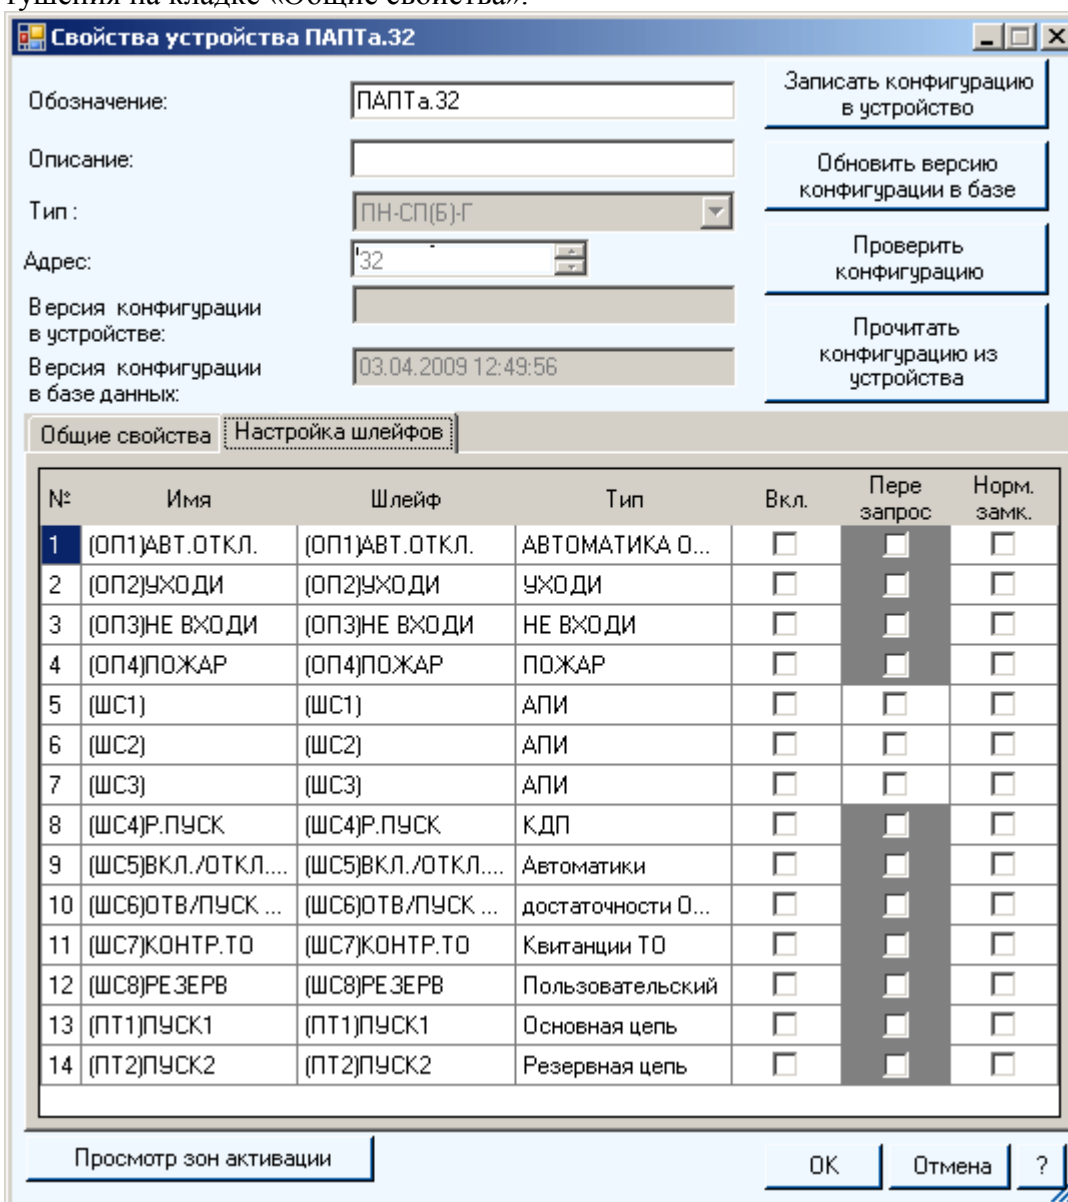 тушения на кладке «Общие свойства».
Свойства устройства ПАПТа.32
Обозначение: ПАПТа.32
Записать конфигурацию
в устройство
Описание:
Обновить версию
конфигурации в базе
Тип : ПН-СП(Б)-Г
Адрес: 32
Проверить
конфигурацию
Версия конфигурации
в устройстве:
Версия конфигурации
в базе данных:
03.04.2009 12:49:56
Прочитать
конфигурацию из
устройства
Общие свойства Настройка шлейфов
№ Имя Шлейф Тип Вкл. Пере запрос Норм. замк.
1 (ОП1)АВТ.ОТКЛ. (ОП1)АВТ.ОТКЛ. АВТОМАТИКА О...
2 (ОП2)УХОДИ (ОП2)УХОДИ УХОДИ
3 (ОП3)НЕ ВХОДИ (ОП3)НЕ ВХОДИ НЕ ВХОДИ
4 (ОП4)ПОЖАР (ОП4)ПОЖАР ПОЖАР
5 (ШС1) (ШС1) АПИ
6 (ШС2) (ШС2) АПИ
7 (ШС3) (ШС3) АПИ
8 (ШС4)Р.ПУСК (ШС4)Р.ПУСК КДП
9 (ШС5)ВКЛ./ОТКЛ.... (ШС5)ВКЛ./ОТКЛ.... Автоматики
10 (ШС6)ОТВ/ПУСК ... (ШС6)ОТВ/ПУСК ... достаточности О...
11 (ШС7)КОНТР.ТО (ШС7)КОНТР.ТО Квитанции ТО
12 (ШС8)РЕЗЕРВ (ШС8)РЕЗЕРВ Пользовательский
13 (ПТ1)ПУСК1 (ПТ1)ПУСК1 Основная цепь
14 (ПТ2)ПУСК2 (ПТ2)ПУСК2 Резервная цепь
Просмотр зон активации
OK Отмена ?